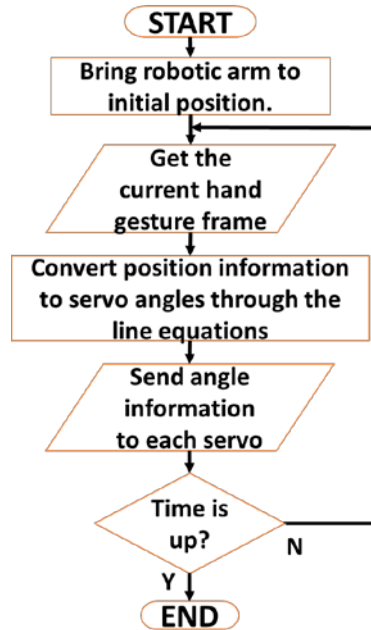 START
Bring robotic arm to
initial position.
Get the
current hand
gesture frame
Convert position information
to servo angles through the
line equations
Send angle
information
to each servo
Time is
up?
N
Y
END